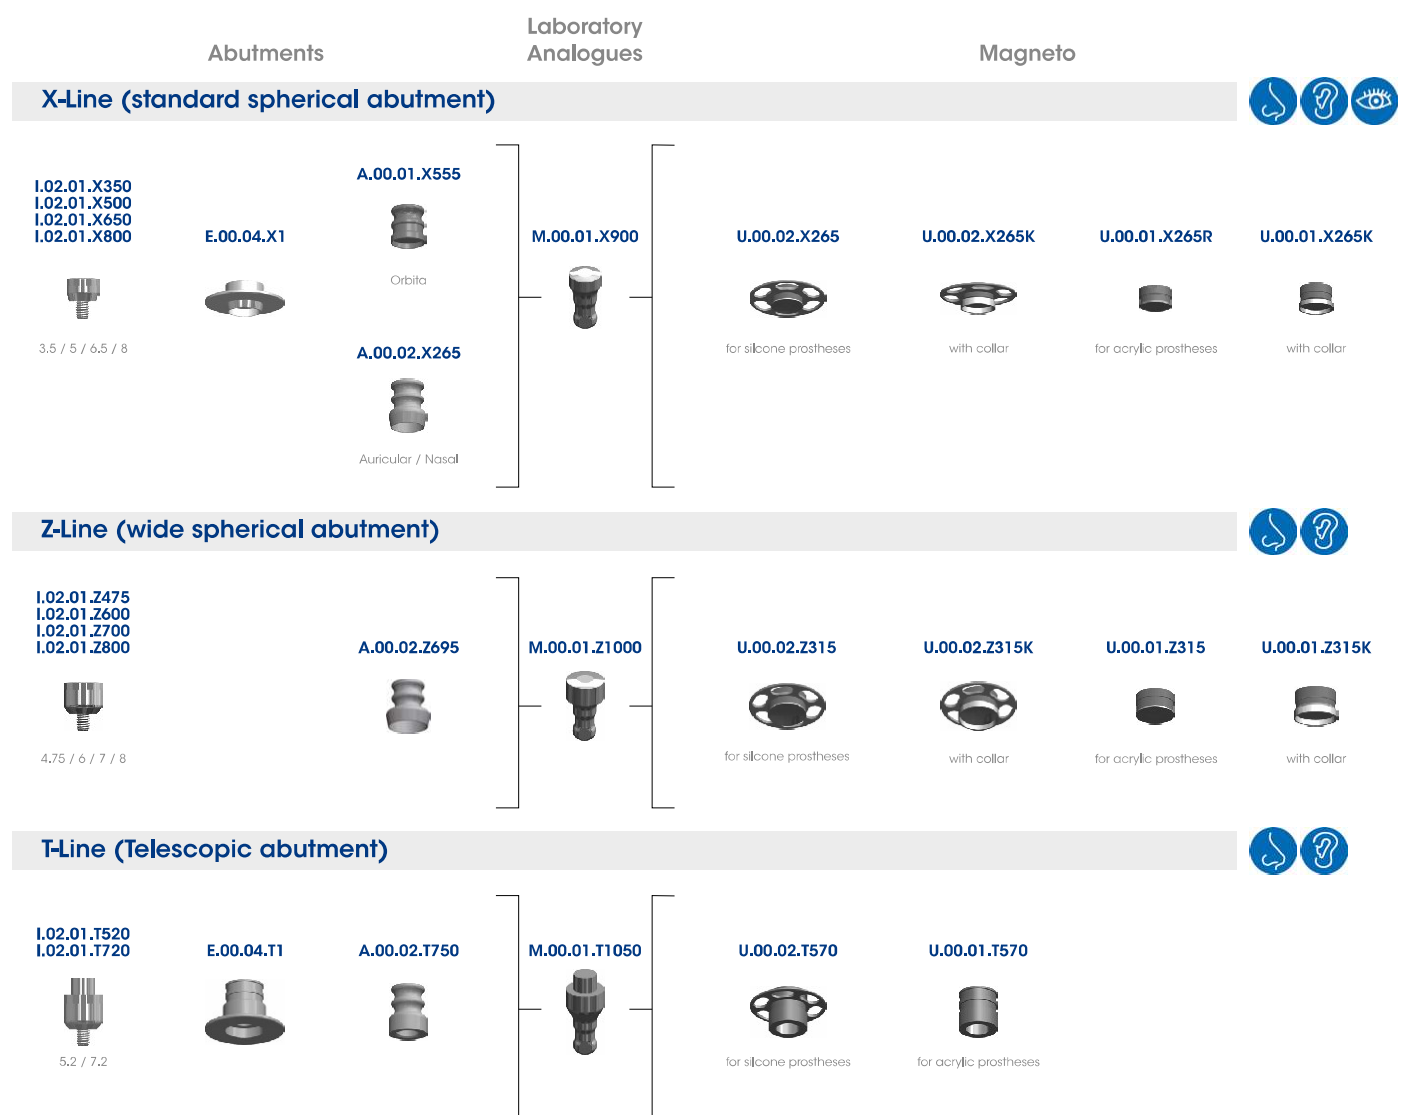 Abutments
Laboratory
Analogues
Magneto
X-Line (standard spherical abutment)
I.02.01.X350
I.02.01.X500
I.02.01.X650
I.02.01.X800
3.5 / 5 / 6.5 / 8
E.00.04.X1
A.00.01.X555
Orbita
A.00.02.X265
Auricular / Nasal
M.00.01.X900
U.00.02.X265
for silcone prostheses
U.00.02.X265K
with collar
U.00.01.X265R
for acrylic prostheses
U.00.01.X265K
with collar
Z-Line (wide spherical abutment)
I.02.01.Z475
I.02.01.Z600
I.02.01.Z700
I.02.01.Z800
4.75 / 6 / 7 / 8
A.00.02.Z695
M.00.01.Z1000
U.00.02.Z315
for silcone prostheses
U.00.02.Z315K
with collar
U.00.01.Z315
for acrylic prostheses
U.00.01.Z315K
with collar
T-Line (Telescopic abutment)
I.02.01.T520
I.02.01.T720
5.2 / 7.2
E.00.04.T1
A.00.02.T750
M.00.01.T1050
U.00.02.T570
for silcone prostheses
U.00.01.T570
for acrylic prostheses